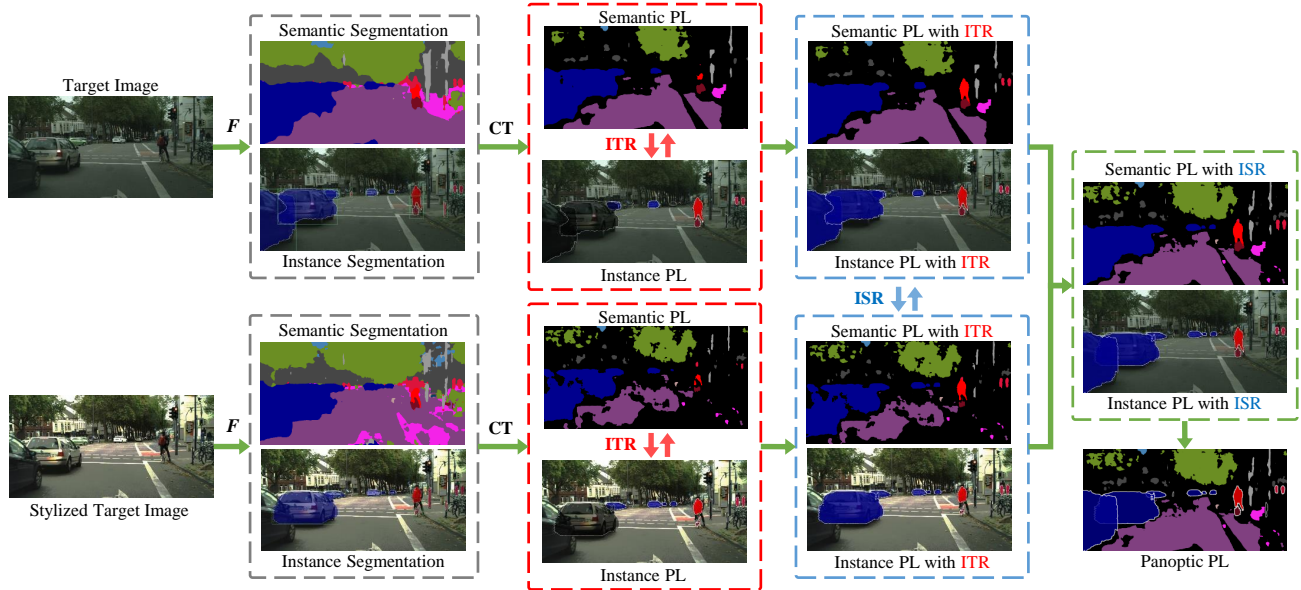 Target Image
F
Semantic Segmentation
Instance Segmentation
CT
Semantic PL
ITR
Instance PL
Semantic PL with ITR
Instance PL with ITR
ISR
Stylized Target Image
F
Semantic Segmentation
Instance Segmentation
CT
Semantic PL
ITR
Instance PL
Semantic PL with ITR
Instance PL with ITR
Semantic PL with ISR
Instance PL with ISR
Panoptic PL